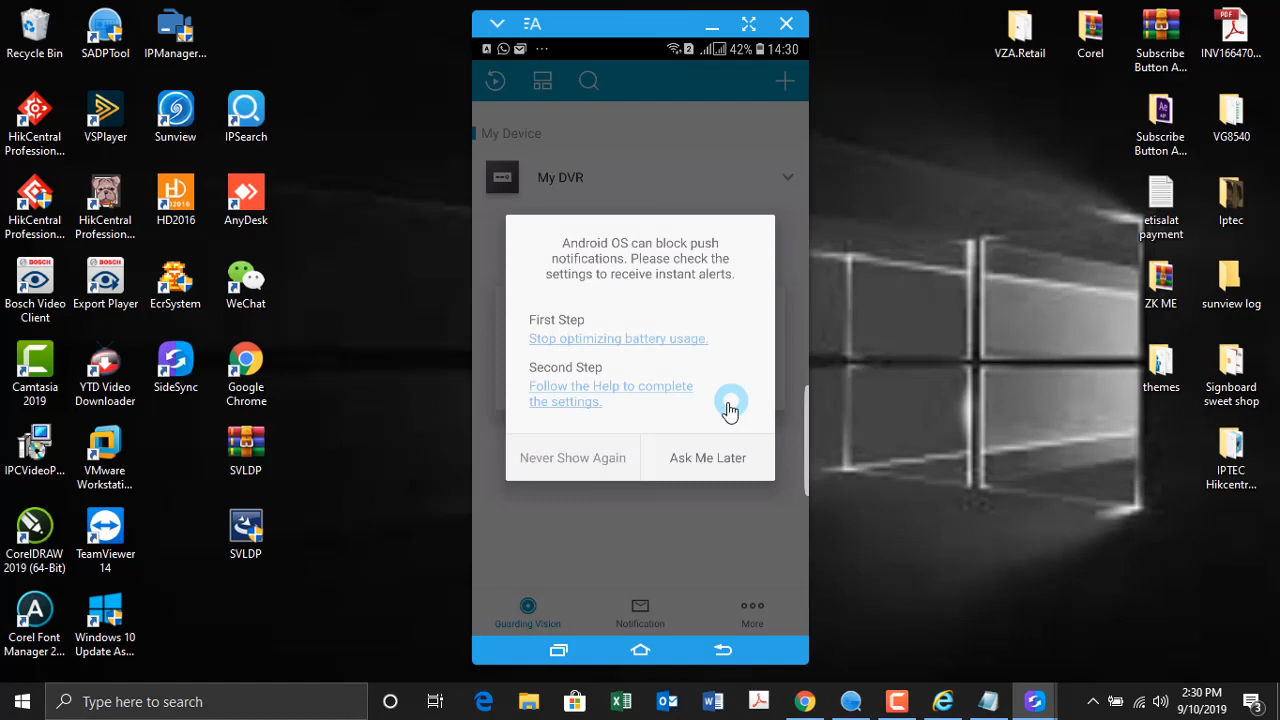 Recycle Bin
SADPTool
IPManager...
HikCentral
Profession...
VSPlayer
Sunview
IPSearch
HikCentral
Profession...
HikCentral
Profession...
HD2016
AnyDesk
Bosch Video
Client
Export Player
EcrSystem
WeChat
Camtasia
2019
YTD Video
Downloader
SideSync
Google
Chrome
IPCVideoP...
VMware
Workstati...
SVLDP
CorelDRAW
2019 (64-Bit)
TeamViewer
14
SVLDP
Corel Font
Manager 2...
Windows 10
Update As...
A
42% 14:30
My Device
My DVR
Android OS can block push
notifications. Please check the
settings to receive instant alerts.
First Step
Stop optimizing battery usage.
Second Step
Follow the Help to complete
the settings.
Never Show Again
Ask Me Later
Guarding Vision
Notification
More
VZA.Retail
Corel
Subscribe
Button A...
INV166470...
Subscribe
Button A...
VG8540
etisalat
payment
Iptec
ZK ME
sunview log
themes
Signboard
sweet shop
IPTEC
Hikcentr...
Type here to search
2:30 PM
9/10/2019